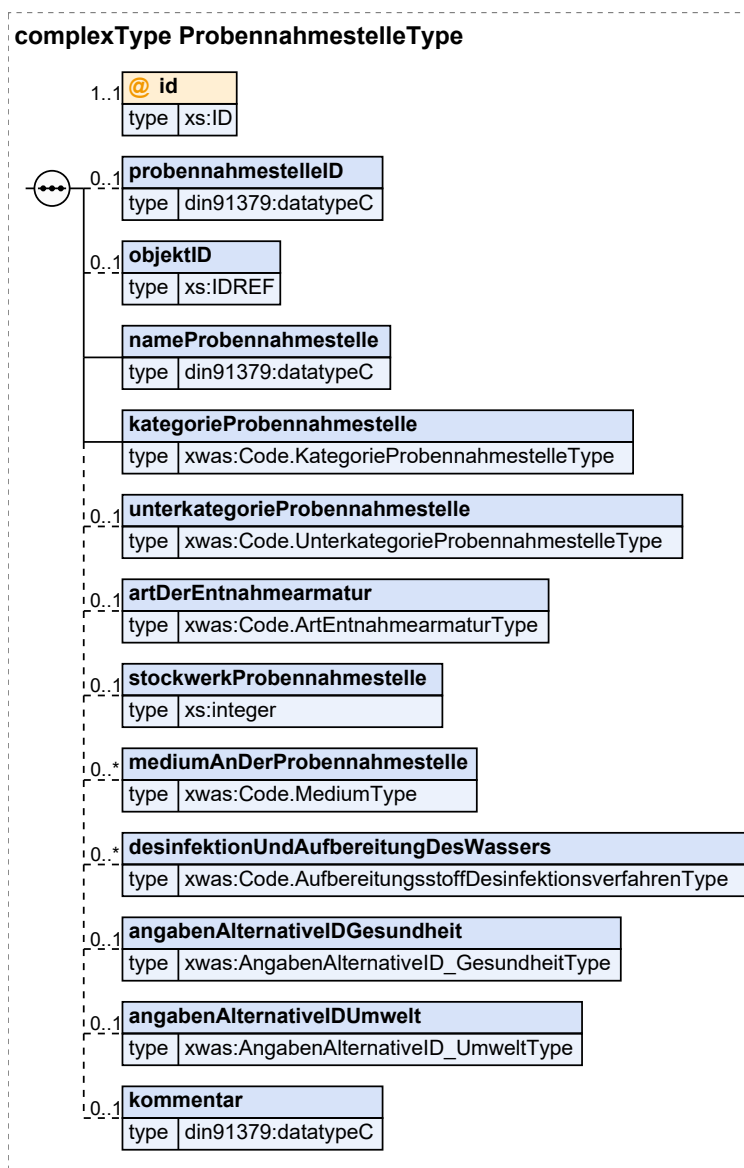 complexType ProbennahmestelleType
1..1 @ id
type xs:ID
0..1 probennahmestelleID
type din91379:datatypeC
0..1 objektID
type xs:IDREF
nameProbennahmestelle
type din91379:datatypeC
kategorieProbennahmestelle
type xwas:Code.KategorieProbennahmestelleType
0..1 unterkategorieProbennahmestelle
type xwas:Code.UnterkategorieProbennahmestelleType
0..1 artDerEntnahmearmatur
type xwas:Code.ArtEntnahmearmaturType
0..1 stockwerkProbennahmestelle
type xs:integer
0..* mediumAnDerProbennahmestelle
type xwas:Code.MediumType
0..* desinfektionUndAufbereitungDesWassers
type xwas:Code.AufbereitungsstoffDesinfektionsverfahrenType
0..1 angabenAlternativeIDGesundheit
type xwas:AngabenAlternativeID_GesundheitType
0..1 angabenAlternativeIDUmwelt
type xwas:AngabenAlternativeID_UmweltType
0..1 kommentar
type din91379:datatypeC